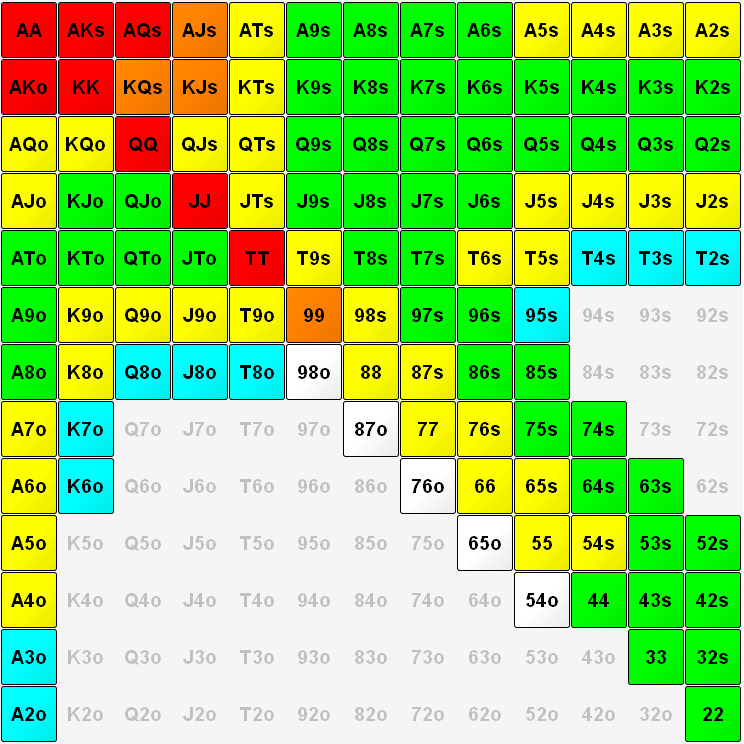 AA AKs AQs AJs ATs A9s A8s A7s A6s A5s A4s A3s A2s
AKo KK KQs KJs KTs K9s K8s K7s K6s K5s K4s K3s K2s
AQo KQo QQ QJs QTs Q9s Q8s Q7s Q6s Q5s Q4s Q3s Q2s
AJo KJo QJo JJ JTs J9s J8s J7s J6s J5s J4s J3s J2s
ATo KTo QTo JTo TT T9s T8s T7s T6s T5s T4s T3s T2s
A9o K9o Q9o J9o T9o 99 98s 97s 96s 95s 94s 93s 92s
A8o K8o Q8o J8o T8o 98o 88 87s 86s 85s 84s 83s 82s
A7o K7o Q7o J7o T7o 97o 87o 77 76s 75s 74s 73s 72s
A6o K6o Q6o J6o T6o 96o 86o 76o 66 65s 64s 63s 62s
A5o K5o Q5o J5o T5o 95o 85o 75o 65o 55 54s 53s 52s
A4o K4o Q4o J4o T4o 94o 84o 74o 64o 54o 44 43s 42s
A3o K3o Q3o J3o T3o 93o 83o 73o 63o 53o 43o 33 32s
A2o K2o Q2o J2o T2o 92o 82o 72o 62o 52o 42o 32o 22